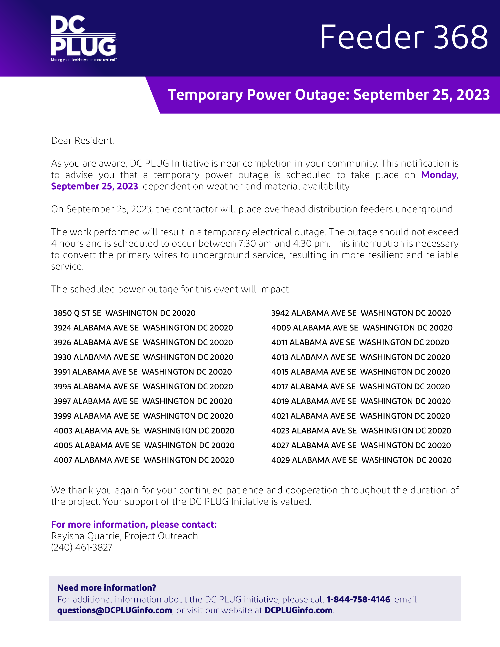 DC
PLUG
Feeder 368
Temporary Power Outage: September 25, 2023
Dear Resident:
As you are aware, DC PLUG Initiative is near completion in your community. This notification is
to advise you that a temporary power outage is scheduled to take place on Monday,
September 25, 2023 dependent on weather and material availability
On September 25, 2023, the contractor will place overhead distribution feeders underground.
The work performed will result in a temporary electrical outage. The outage should not exceed
4 hours and is scheduled to occur between 7:30 am and 4:30 pm. This interruption is necessary
to convert the primary wires to underground service, resulting in more resilient and reliable
service.
The scheduled power outage for this event will impact:
3850 Q ST SE WASHINGTON DC 20020
3924 ALABAMA AVE SE WASHINGTON DC 20020
3926 ALABAMA AVE SE WASHINGTON DC 20020
3930 ALABAMA AVE SE WASHINGTON DC 20020
3991 ALABAMA AVE SE WASHINGTON DC 20020
3995 ALABAMA AVE SE WASHINGTON DC 20020
3997 ALABAMA AVE SE WASHINGTON DC 20020
3999 ALABAMA AVE SE WASHINGTON DC 20020
4003 ALABAMA AVE SE WASHINGTON DC 20020
4005 ALABAMA AVE SE WASHINGTON DC 20020
4007 ALABAMA AVE SE WASHINGTON DC 20020
3942 ALABAMA AVE SE WASHINGTON DC 20020
4009 ALABAMA AVE SE WASHINGTON DC 20020
4011 ALABAMA AVE SE WASHINGTON DC 20020
4013 ALABAMA AVE SE WASHINGTON DC 20020
4015 ALABAMA AVE SE WASHINGTON DC 20020
4017 ALABAMA AVE SE WASHINGTON DC 20020
4019 ALABAMA AVE SE WASHINGTON DC 20020
4021 ALABAMA AVE SE WASHINGTON DC 20020
4023 ALABAMA AVE SE WASHINGTON DC 20020
4027 ALABAMA AVE SE WASHINGTON DC 20020
4029 ALABAMA AVE SE WASHINGTON DC 20020
We thank you again for your continued patience and cooperation throughout the duration of
the project. Your support of the DC PLUG Initiative is valued.
For more information, please contact:
Rayisha Quarrie, Project Outreach
(240) 461-3827
Need more information?
For additional information about the DC PLUG initiative, please call 1-844-758-4146, email
questions@DCPLUGinfo.com, or visit our website at DCPLUGinfo.com.